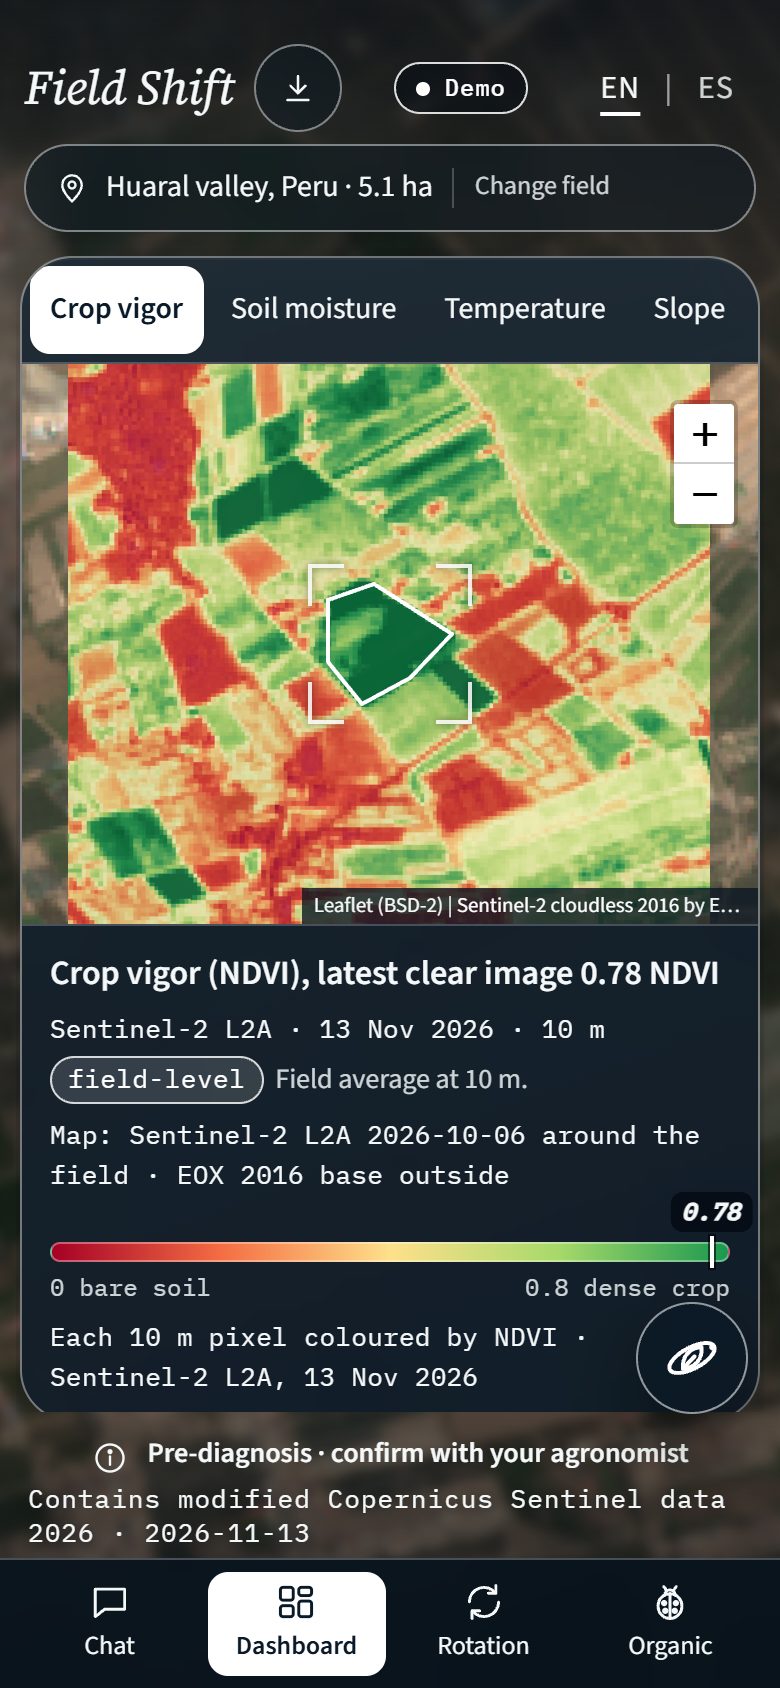 Field Shift
Demo
EN | ES
Huaral valley, Peru · 5.1 ha
Change field
Crop vigor
Soil moisture
Temperature
Slope
+
−
Leaflet (BSD-2) | Sentinel-2 cloudless 2016 by E…
Crop vigor (NDVI), latest clear image 0.78 NDVI
Sentinel-2 L2A · 13 Nov 2026 · 10 m
field-level Field average at 10 m.
Map: Sentinel-2 L2A 2026-10-06 around the
field · EOX 2016 base outside
0.78
0 bare soil
0.8 dense crop
Each 10 m pixel coloured by NDVI ·
Sentinel-2 L2A, 13 Nov 2026
Pre-diagnosis · confirm with your agronomist
Contains modified Copernicus Sentinel data
2026 · 2026-11-13
Chat
Dashboard
Rotation
Organic